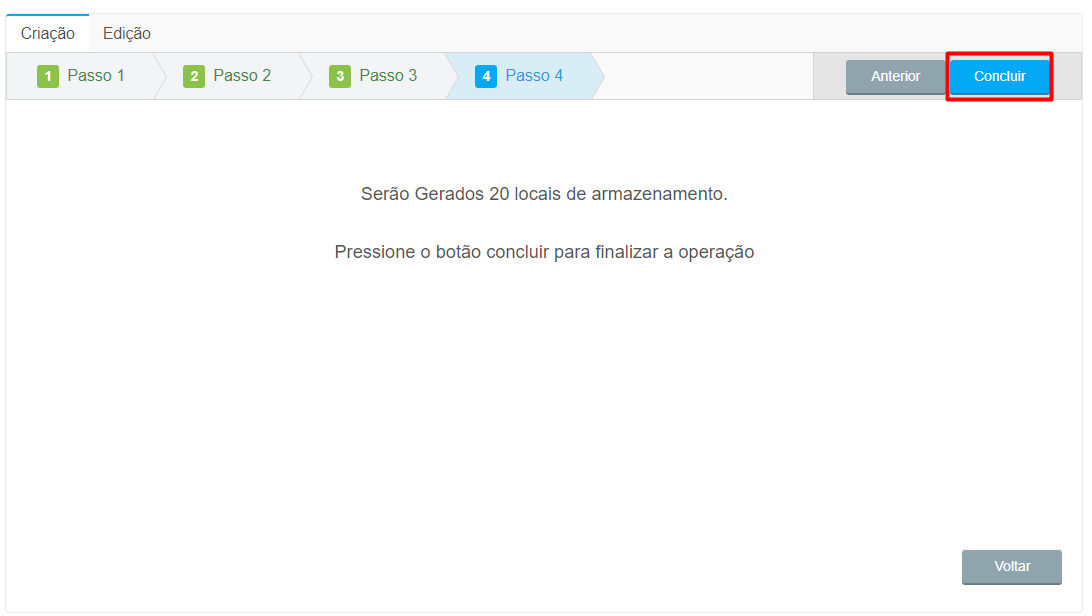 Criação Edição
1 Passo 1 2 Passo 2 3 Passo 3 4 Passo 4 Anterior Concluir
Serão Gerados 20 locais de armazenamento.
Pressione o botão concluir para finalizar a operação
Voltar